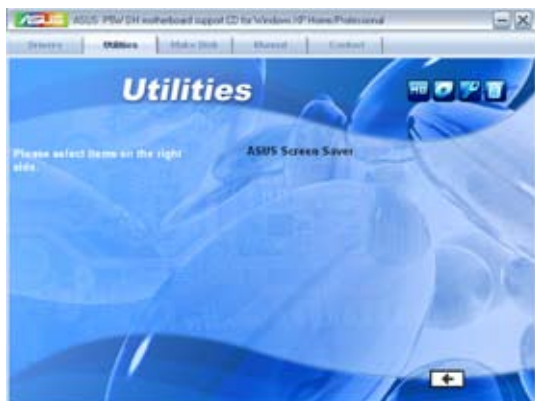 ASUS ASUS P5W DH motherboard support CD for Windows XP Home/Professional
Drivers Utilities Make Disk Manual Contact
Utilities
Please select items on the right
side.
ASUS Screen Saver